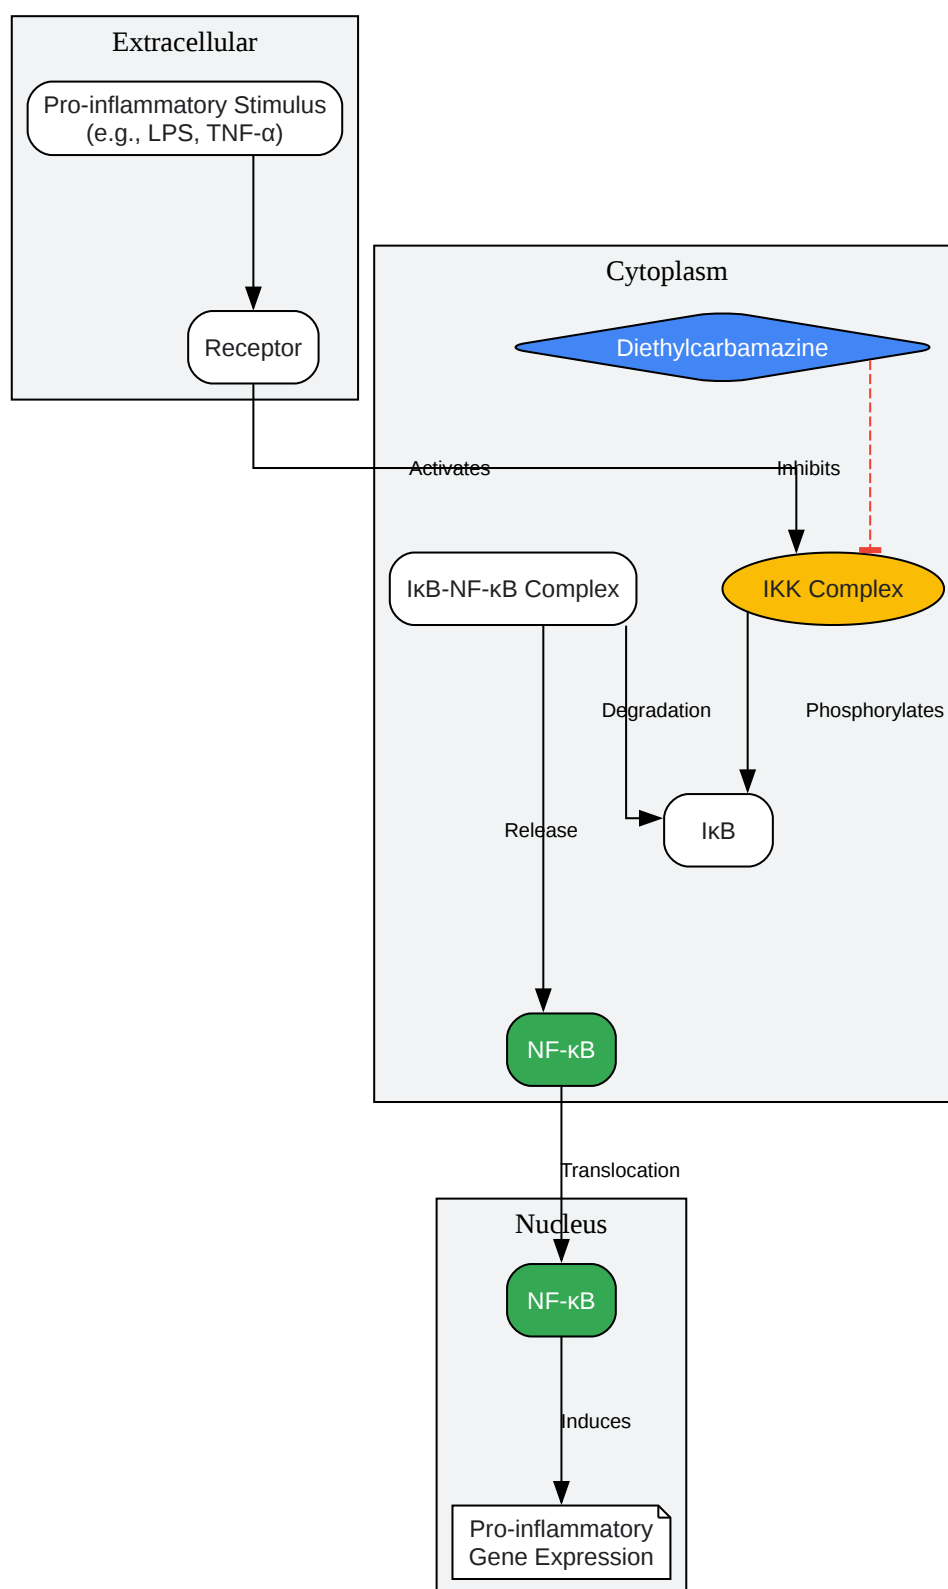 Extracellular
Pro-inflammatory Stimulus
(e.g., LPS, TNF-α)
Receptor
Cytoplasm
Diethylcarbamazine
Activates
Inhibits
IκB-NF-κB Complex
IKK Complex
Degradation
Phosphorylates
Release
IκB
NF-κB
Translocation
Nucleus
NF-κB
Induces
Pro-inflammatory
Gene Expression